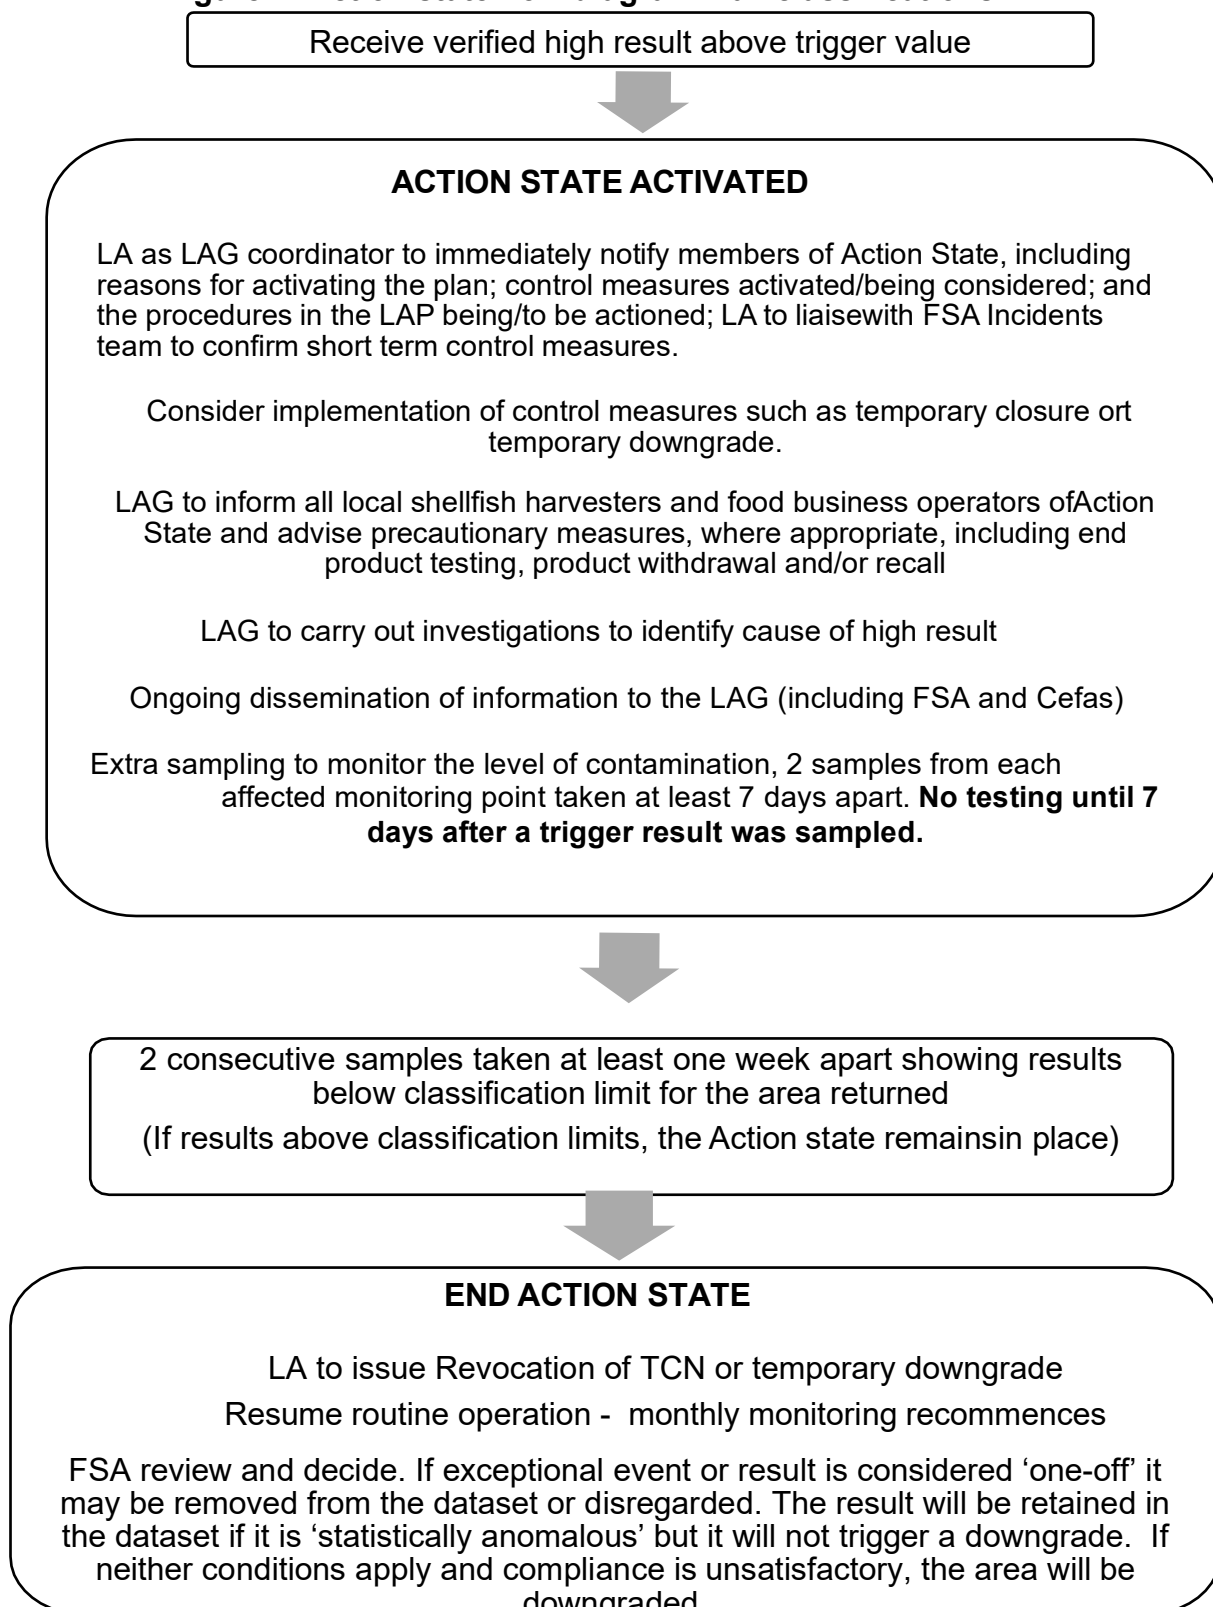 Receive verified high result above trigger value
ACTION STATE ACTIVATED
LA as LAG coordinator to immediately notify members of Action State, including
reasons for activating the plan; control measures activated/being considered; and
the procedures in the LAP being/to be actioned; LA to liaisewith FSA Incidents
team to confirm short term control measures.
Consider implementation of control measures such as temporary closure ort
temporary downgrade.
LAG to inform all local shellfish harvesters and food business operators ofAction
State and advise precautionary measures, where appropriate, including end
product testing, product withdrawal and/or recall
LAG to carry out investigations to identify cause of high result
Ongoing dissemination of information to the LAG (including FSA and Cefas)
Extra sampling to monitor the level of contamination, 2 samples from each
affected monitoring point taken at least 7 days apart. No testing until 7
days after a trigger result was sampled.
2 consecutive samples taken at least one week apart showing results
below classification limit for the area returned
(If results above classification limits, the Action state remainsin place)
END ACTION STATE
LA to issue Revocation of TCN or temporary downgrade
Resume routine operation - monthly monitoring recommences
FSA review and decide. If exceptional event or result is considered ‘one-off’ it
may be removed from the dataset or disregarded. The result will be retained in
the dataset if it is ‘statistically anomalous’ but it will not trigger a downgrade. If
neither conditions apply and compliance is unsatisfactory, the area will be
downgraded